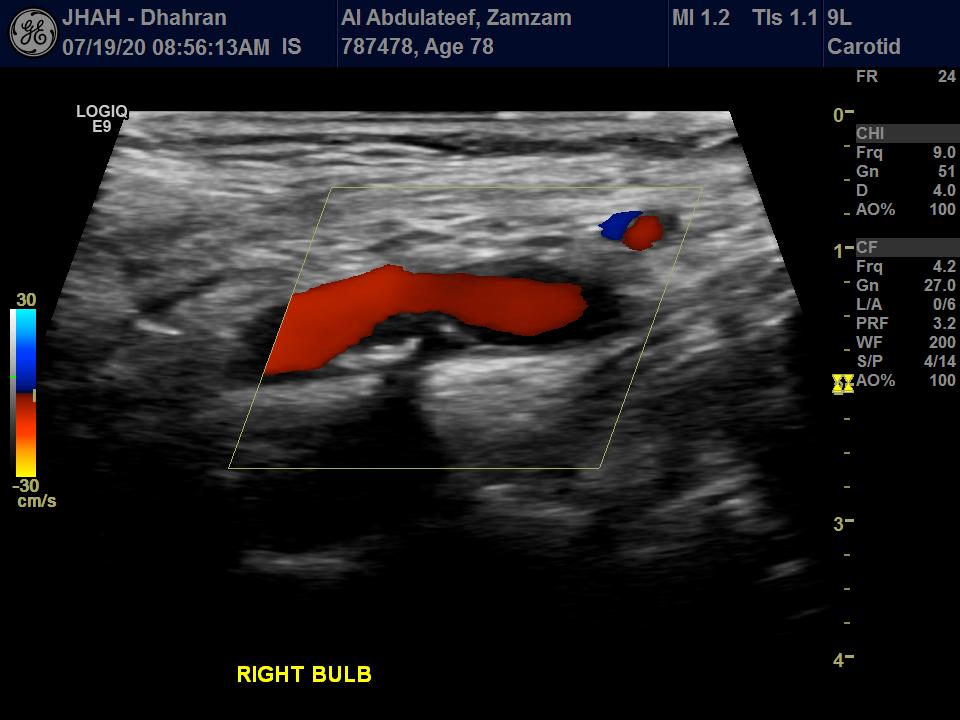 JHAH - Dhahran
07/19/20 08:56:13AM IS
Al Abdulateef, Zamzam
787478, Age 78
MI 1.2 TIs 1.1
9L
Carotid
LOGIQ
E9
FR 24
CHI
Frq 9.0
Gn 51
D 4.0
AO% 100
CF
Frq 4.2
Gn 27.0
L/A 0/6
PRF 3.2
WF 200
S/P 4/14
AO% 100
0
1
3
4
30
-30
cm/s
RIGHT BULB